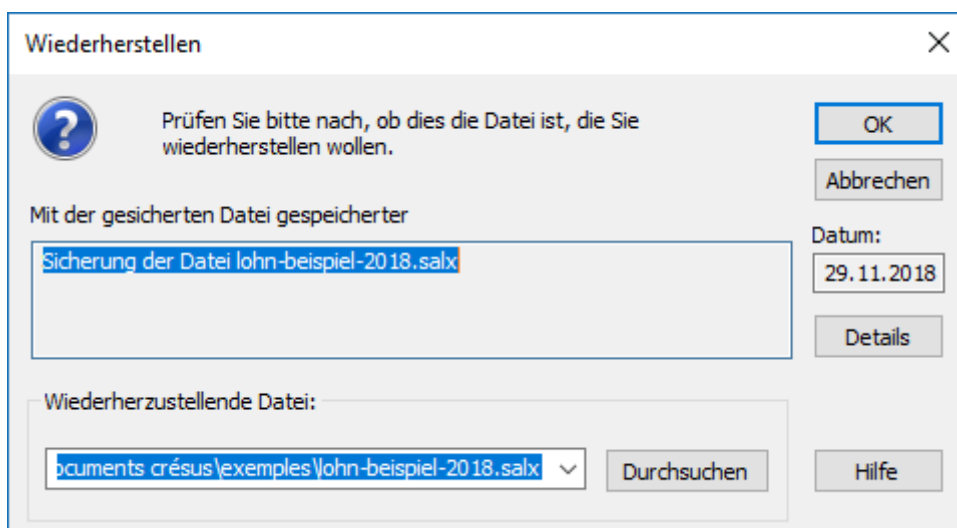 Wiederherstellen
Prüfen Sie bitte nach, ob dies die Datei ist, die Sie
wiederherstellen wollen.
OK
Abbrechen
Mit der gesicherten Datei gespeicherter
Datum:
Sicherung der Datei lohn-beispiel-2018.salx
29.11.2018
Details
Wiederherzustellende Datei:
ocuments crésus\exemples\lohn-beispiel-2018.salx
Durchsuchen
Hilfe